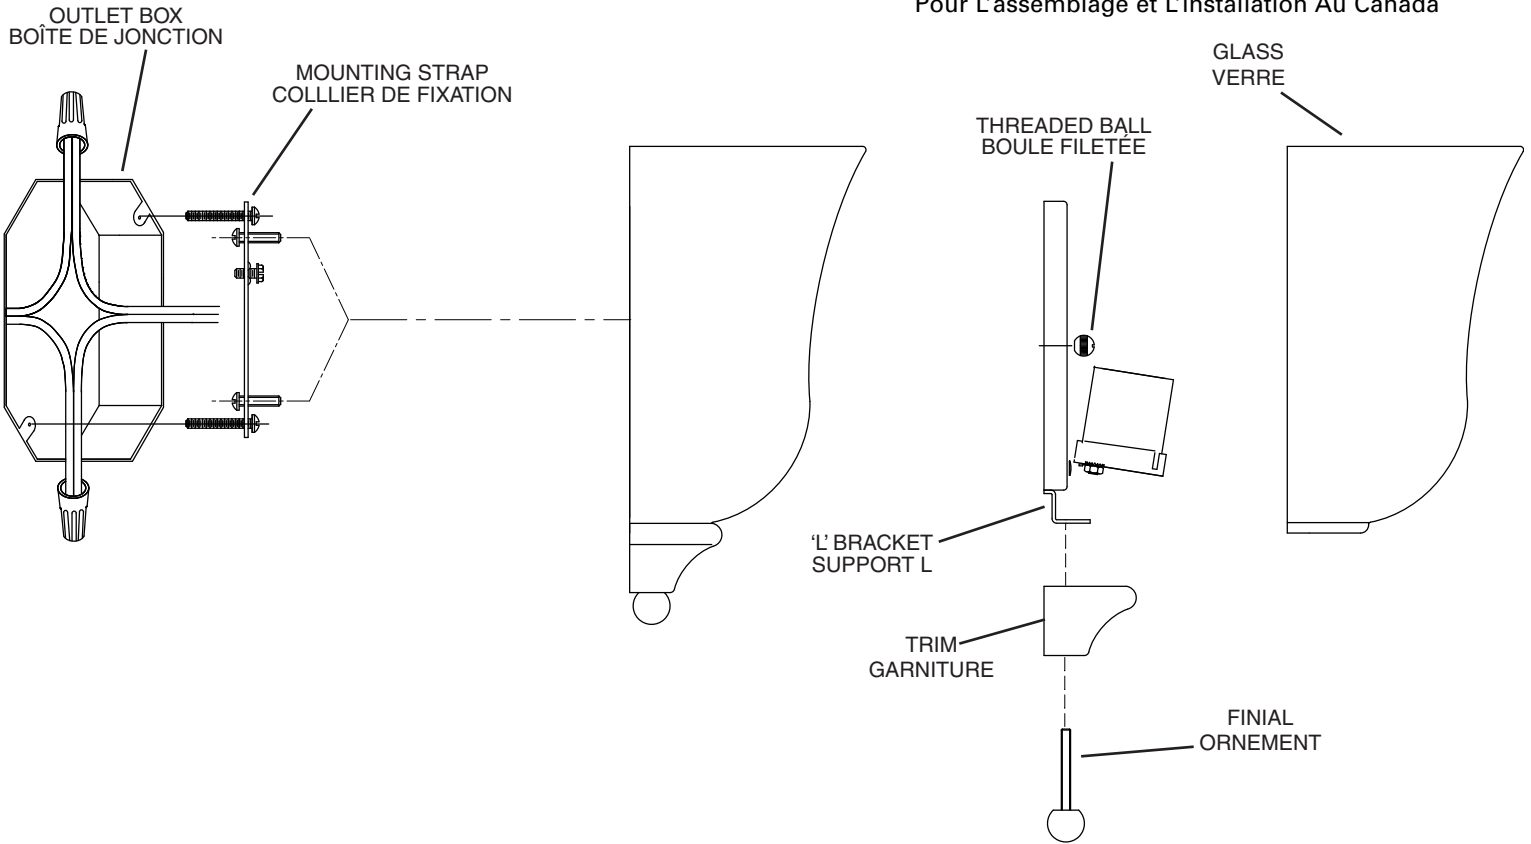 Pour L'assemblage et L'installation Au Canada
OUTLET BOX
BOÎTE DE JONCTION
MOUNTING STRAP
COLLLIER DE FIXATION
GLASS
VERRE
THREADED BALL
BOULE FILETÉE
‘L’ BRACKET
SUPPORT L
TRIM
GARNITURE
FINIAL
ORNEMENT